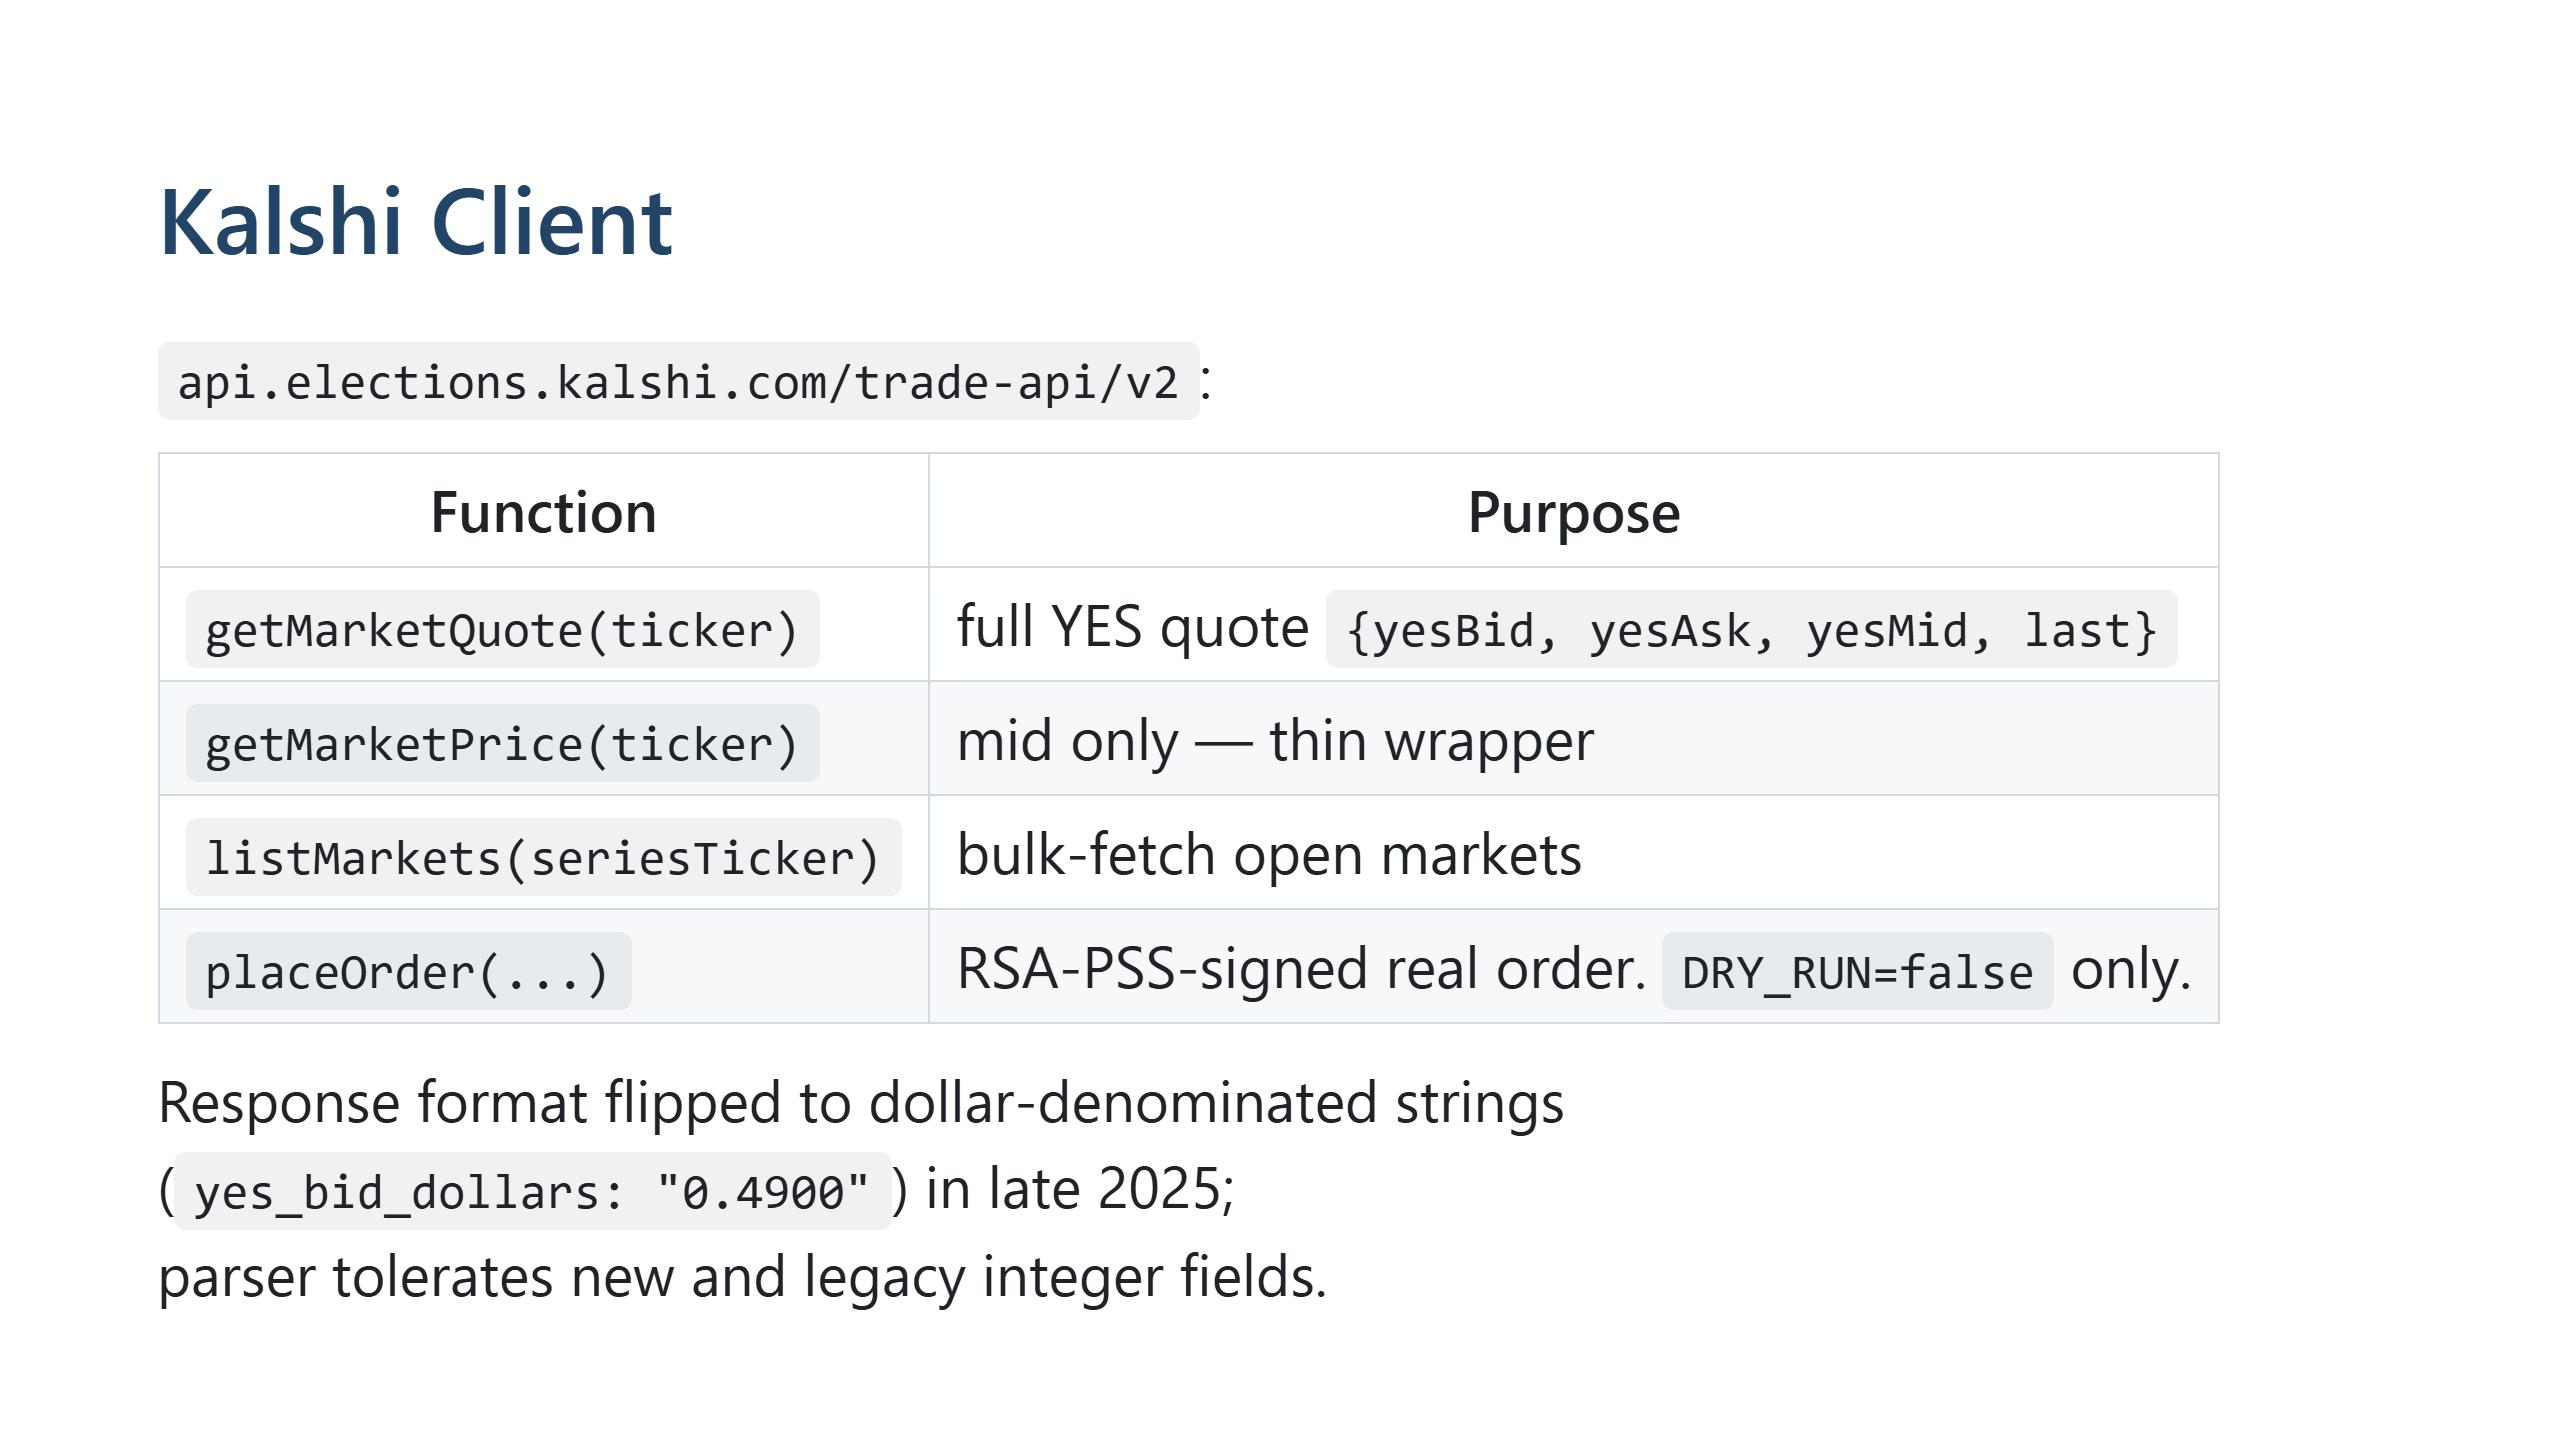 Kalshi Client
api.elections.kalshi.com/trade-api/v2 :
Function Purpose
getMarketQuote(ticker) full YES quote {yesBid, yesAsk, yesMid, last}
getMarketPrice(ticker) mid only — thin wrapper
listMarkets(seriesTicker) bulk-fetch open markets
placeOrder(...) RSA-PSS-signed real order. DRY_RUN=false only.
Response format flipped to dollar-denominated strings
( yes_bid_dollars: "0.4900" ) in late 2025;
parser tolerates new and legacy integer fields.